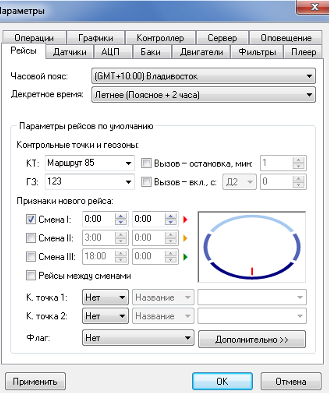 Параметры
Операции Графики Контроллер Сервер Оповещение
Рейсы Датчики АЦП Баки Двигатели Фильтры Плеер
Часовой пояс: (GMT+10:00) Владивосток
Декретное время: Летнее (Поясное + 2 часа)
Параметры рейсов по умолчанию
Контрольные точки и геозоны:
КТ: Маршрут 85 Вызов – остановка, мин: 1
ГЗ: 123 Вызов – вкл., с: Д2 0
Признаки нового рейса:
Смена I: 0:00 0:00
Смена II: 3:00 0:00
Смена III: 18:00 0:00
Рейсы между сменами
К. точка 1: Нет Название
К. точка 2: Нет Название
Флаг: Нет Дополнительно >>
Применить OK Отмена